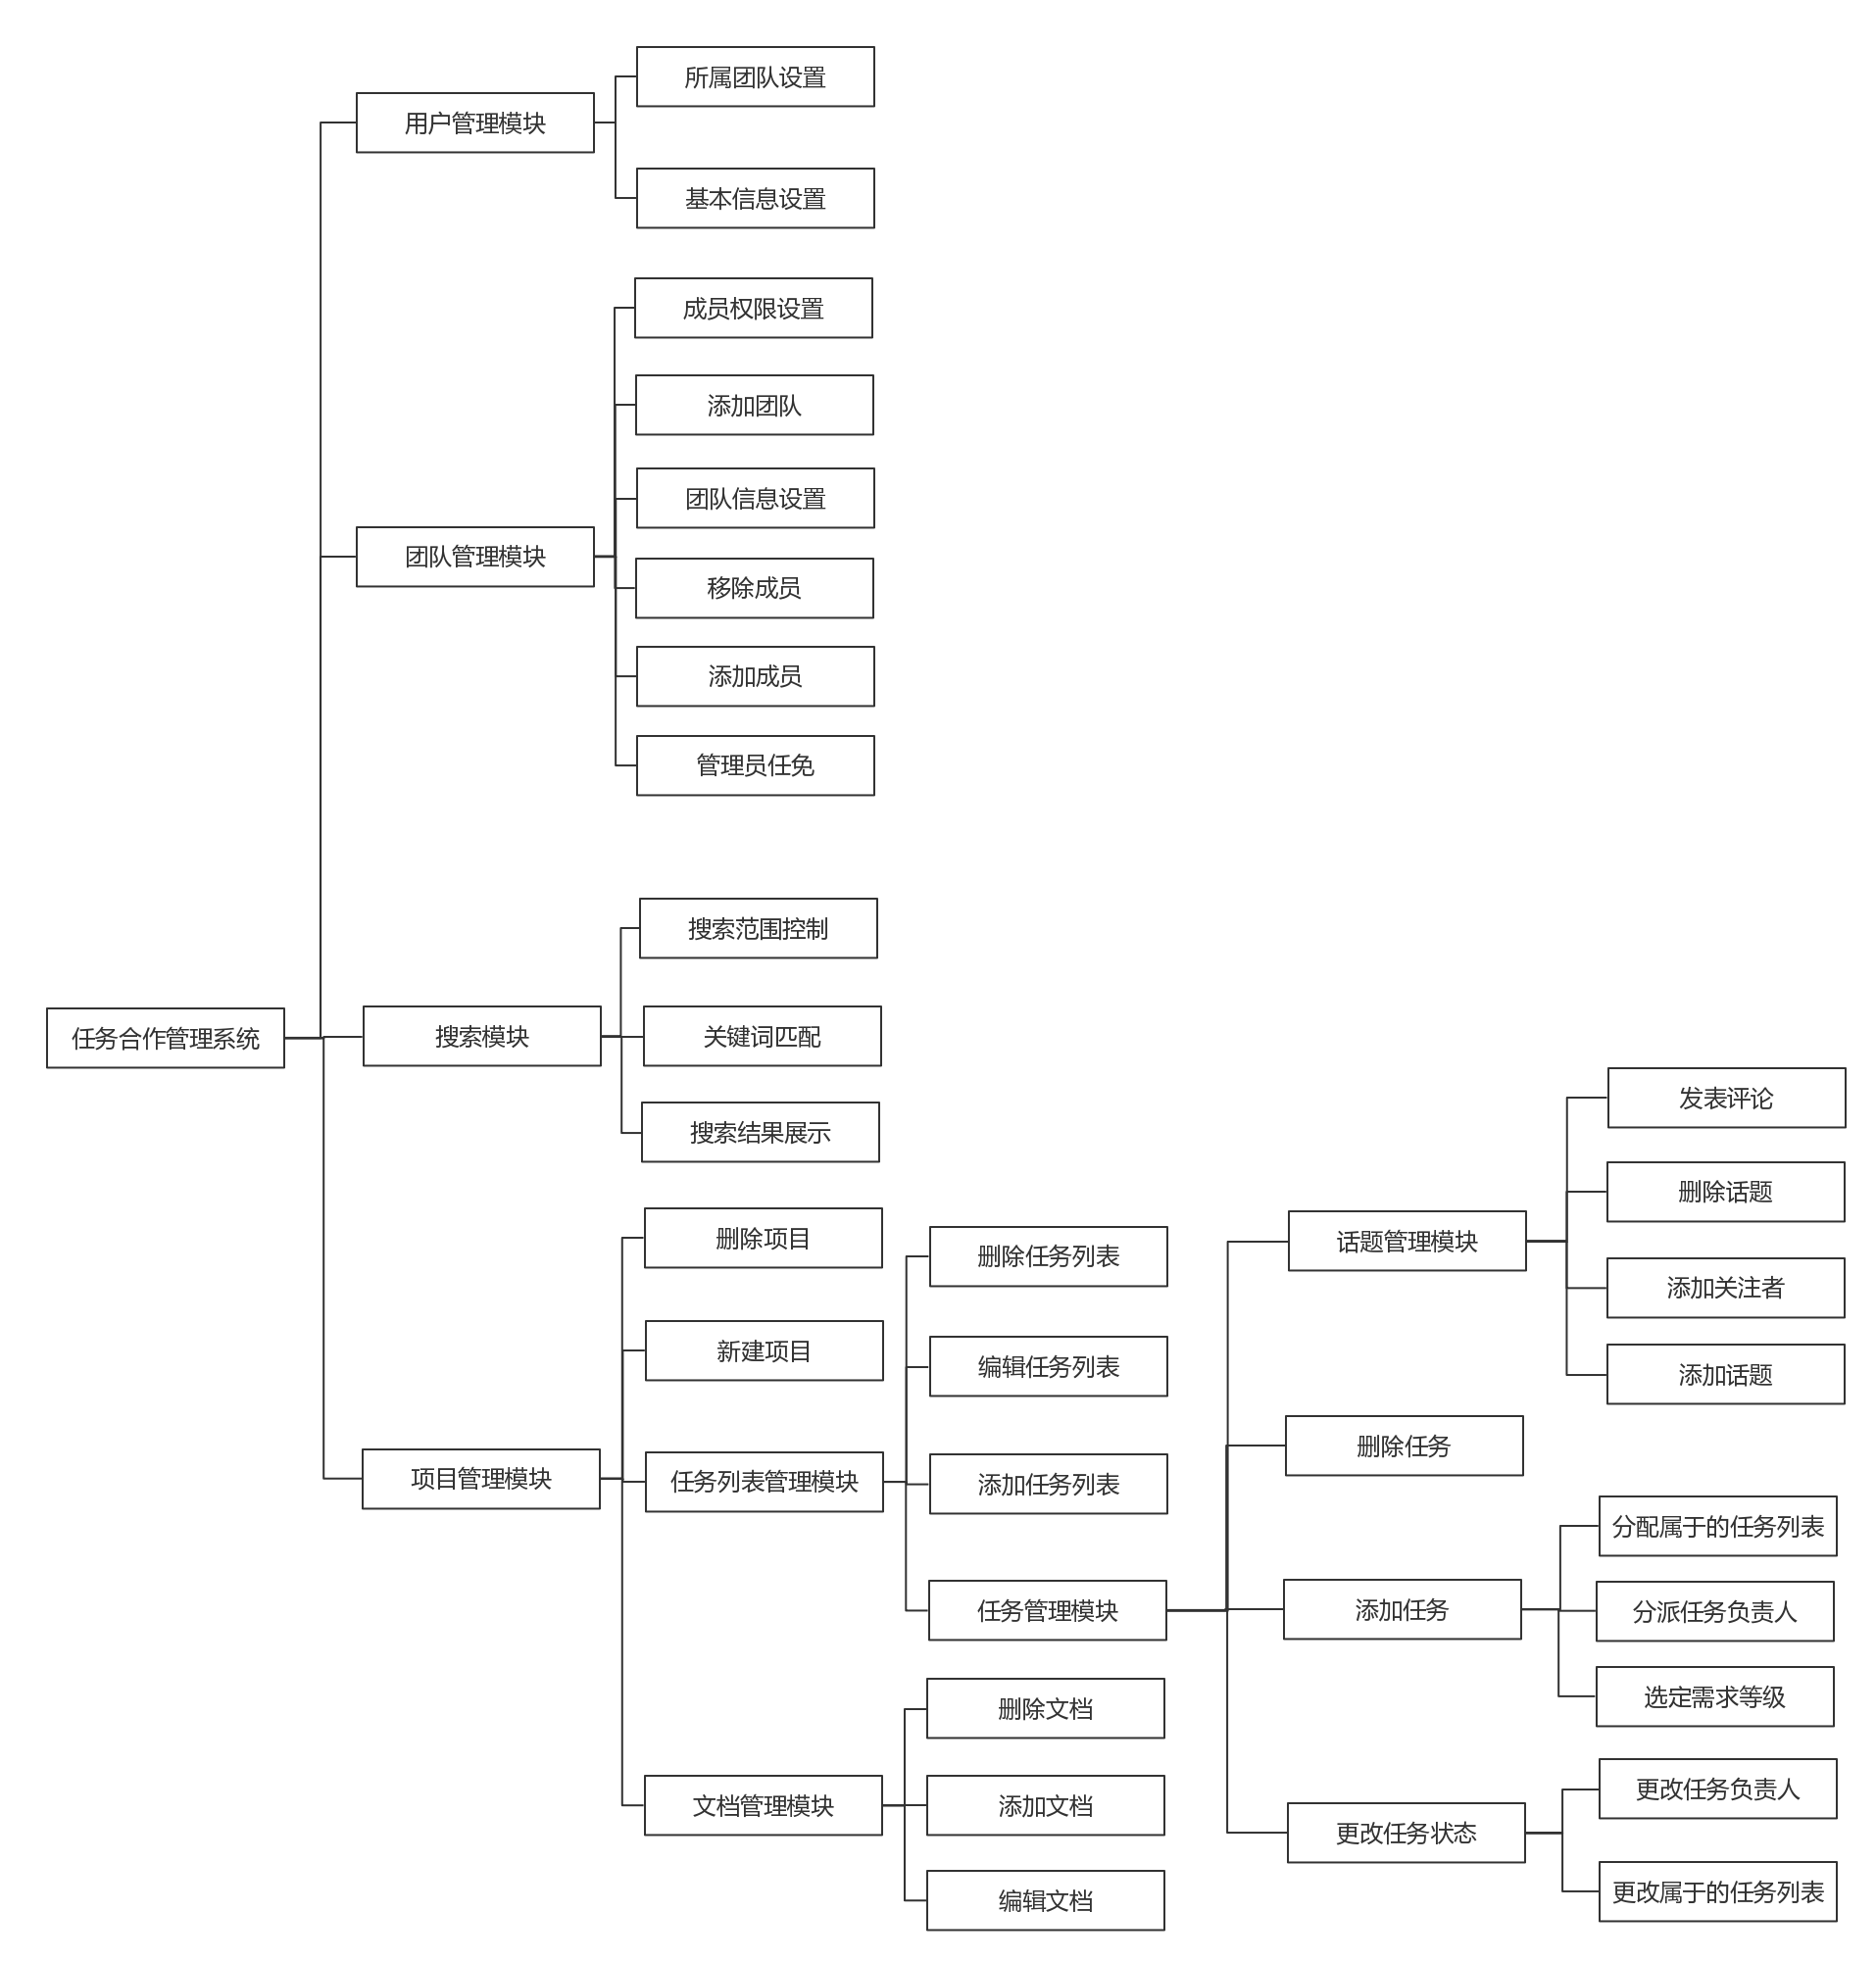 任务合作管理系统
用户管理模块
所属团队设置
基本信息设置
团队管理模块
成员权限设置
添加团队
团队信息设置
移除成员
添加成员
管理员任免
搜索模块
搜索范围控制
关键词匹配
搜索结果展示
项目管理模块
删除项目
新建项目
任务列表管理模块
删除任务列表
编辑任务列表
添加任务列表
任务管理模块
话题管理模块
发表评论
删除话题
添加关注者
添加话题
删除任务
添加任务
分配属于的任务列表
分派任务负责人
选定需求等级
更改任务状态
更改任务负责人
更改属于的任务列表
文档管理模块
删除文档
添加文档
编辑文档